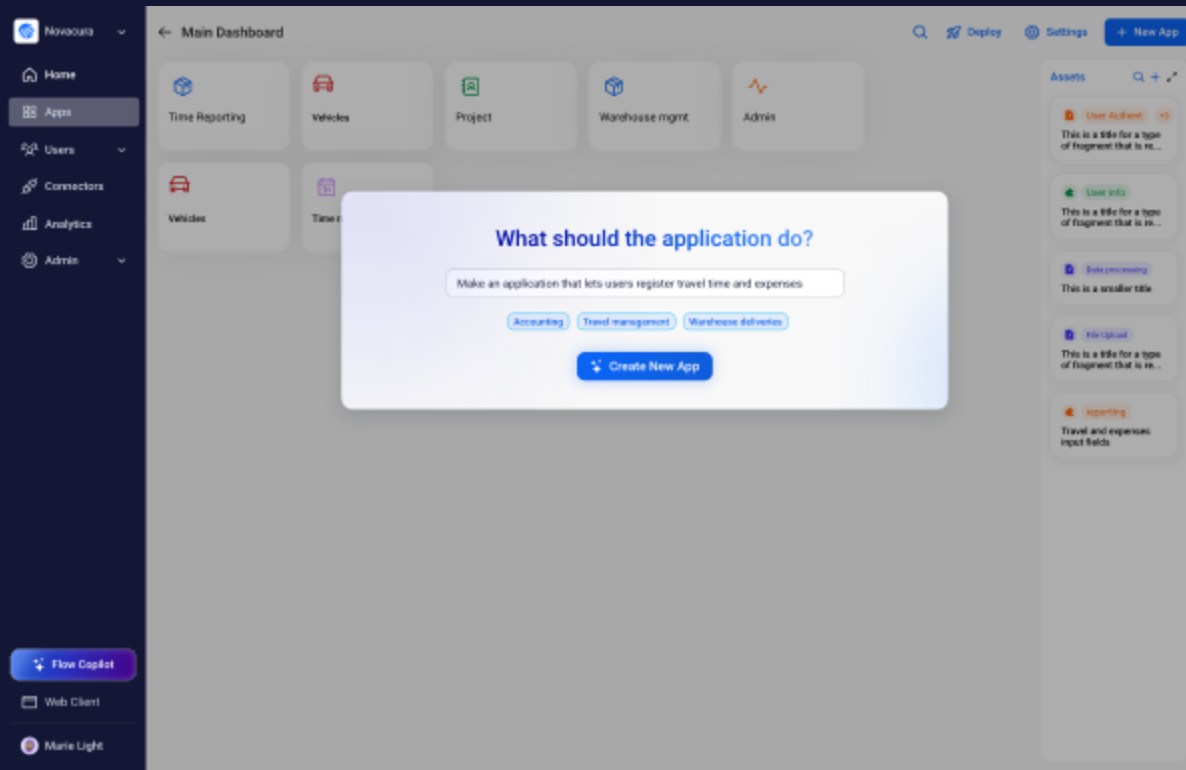 Novacura
Home
Apps
Users
Connectors
Analytics
Admin
Flow Copilot
Web Client
Marie Light
Main Dashboard
Deploy
Settings
+ New App
Time Reporting
Vehicles
Project
Warehouse mgmt
Admin
Vehicles
Time r
What should the application do?
Make an application that lets users register travel time and expenses
Accounting
Travel management
Warehouse deliveries
Create New App
Assets
User Authent
+3
This is a title for a type
of fragment that is re...
User info
This is a title for a type
of fragment that is re...
Data processing
This is a smaller title
File Upload
This is a title for a type
of fragment that is re...
reporting
Travel and expenses
input fields